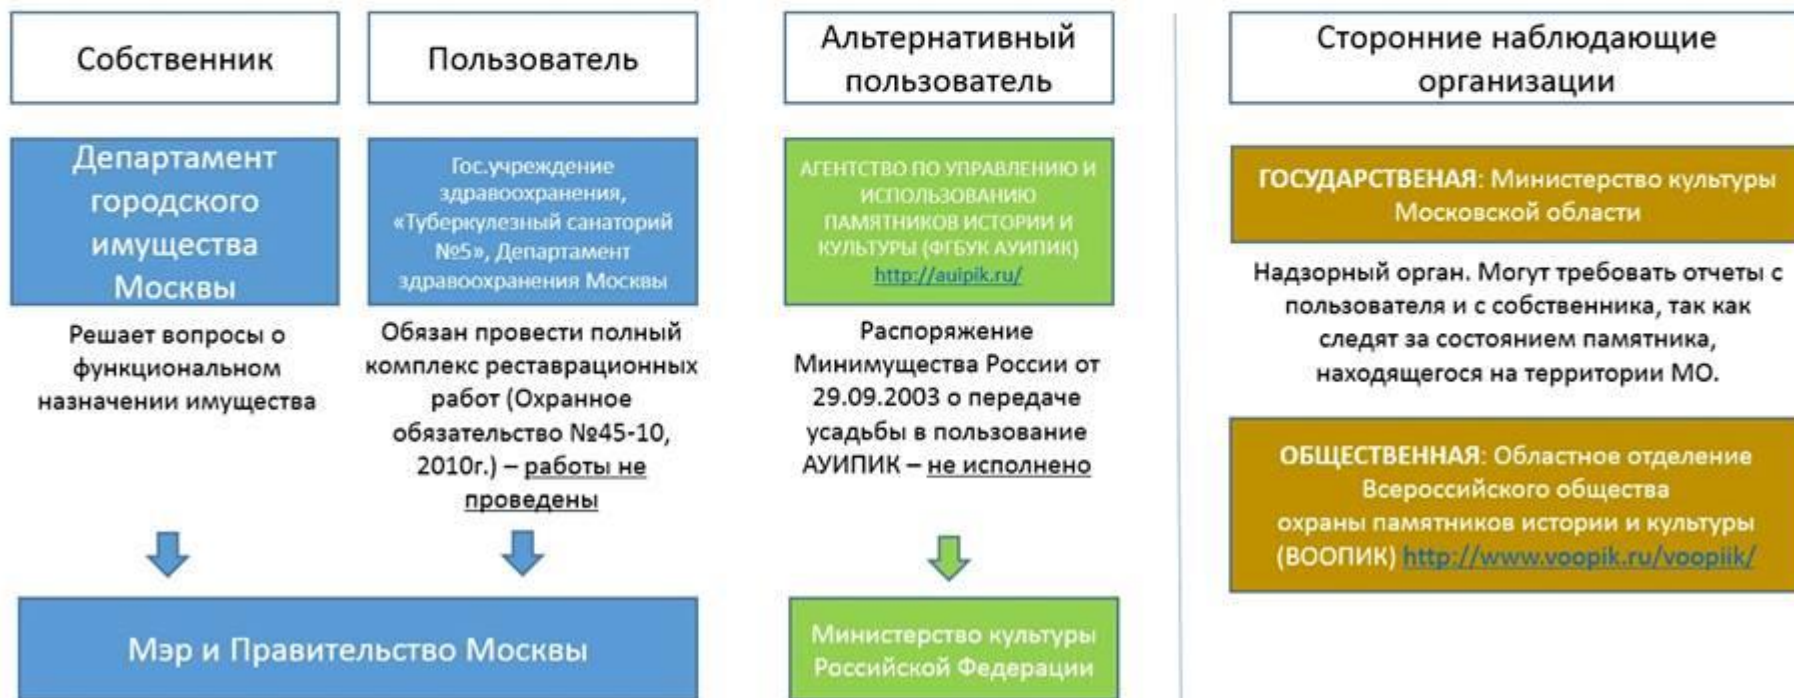 Собственник
Департамент
городского
имущества
Москвы
Решает вопросы о
функциональном
назначении имущества
Пользователь
Гос.учреждение
здравоохранения,
«Туберкулезный санаторий
№5», Департамент
здравоохранения Москвы
Обязан провести полный
комплекс реставрационных
работ (Охранное
обязательство №45-10,
2010г.) – работы не
проведены
Мэр и Правительство Москвы
Альтернативный
пользователь
АГЕНТСТВО ПО УПРАВЛЕНИЮ И
ИСПОЛЬЗОВАНИЮ
ПАМЯТНИКОВ ИСТОРИИ И
КУЛЬТУРЫ (ФГБУК АУИПИК)
http://auipik.ru/
Распоряжение
Минимущества России от
29.09.2003 о передаче
усадьбы в пользование
АУИПИК – не исполнено
Министерство культуры
Российской Федерации
Сторонние наблюдающие
организации
ГОСУДАРСТВЕНАЯ: Министерство культуры
Московской области
Надзорный орган. Могут требовать отчеты с
пользователя и с собственника, так как
следят за состоянием памятника,
находящегося на территории МО.
ОБЩЕСТВЕННАЯ: Областное отделение
Всероссийского общества
охраны памятников истории и культуры
(ВООПИК) http://www.voopik.ru/voopiik/